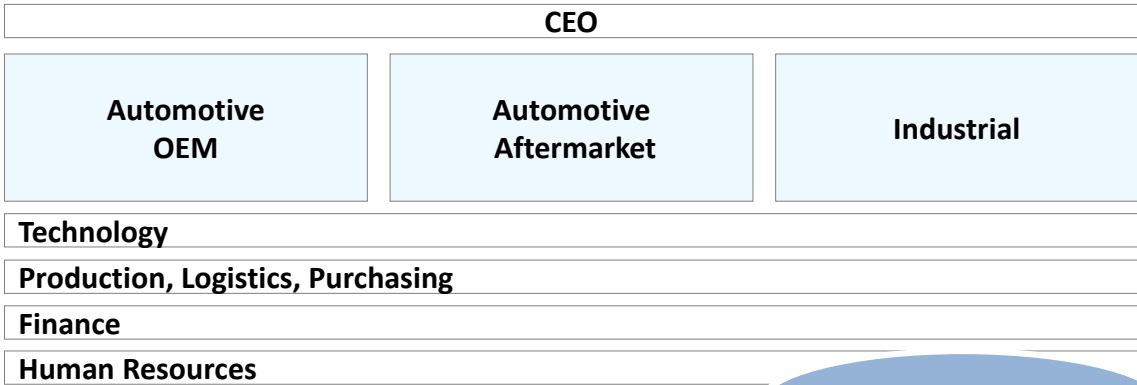 CEO
Automotive
OEM
Automotive
Aftermarket
Industrial
Technology
Production, Logistics, Purchasing
Finance
Human Resources